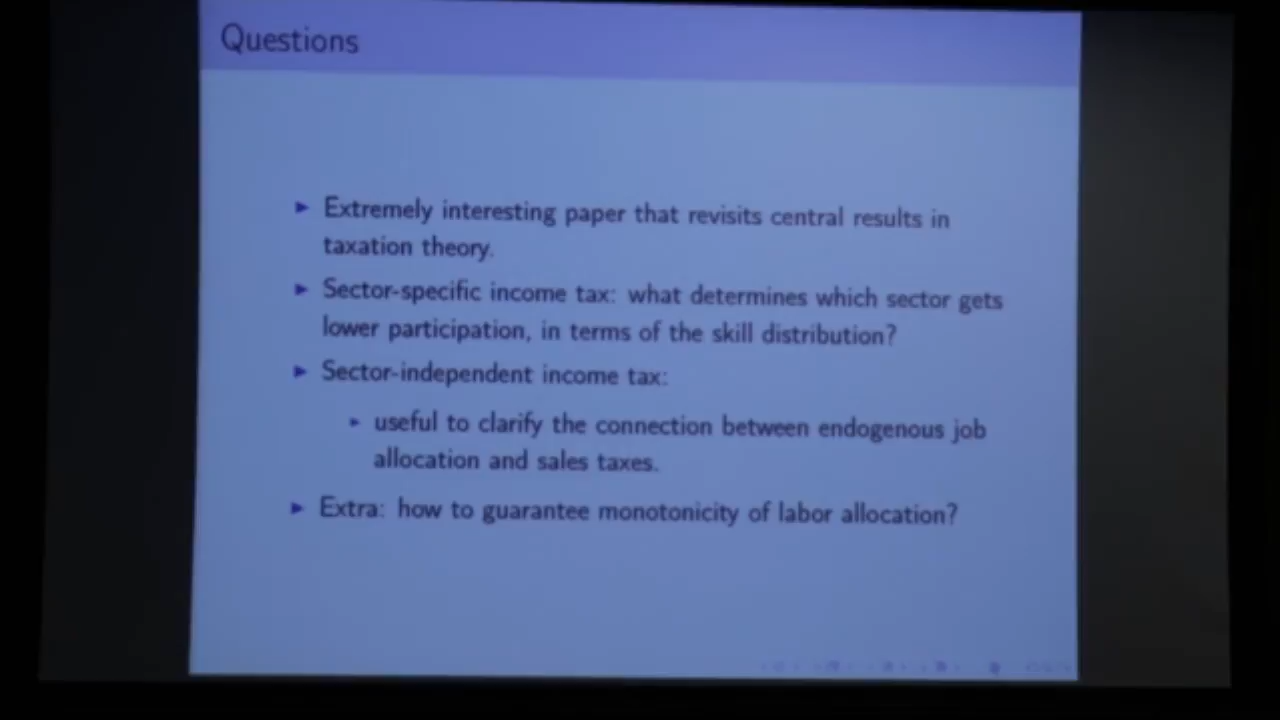 Questions
Extremely interesting paper that revisits central results in
taxation theory.
Sector-specific income tax: what determines which sector gets
lower participation, in terms of the skill distribution?
Sector-independent income tax:
useful to clarify the connection between endogenous job
allocation and sales taxes.
Extra: how to guarantee monotonicity of labor allocation?